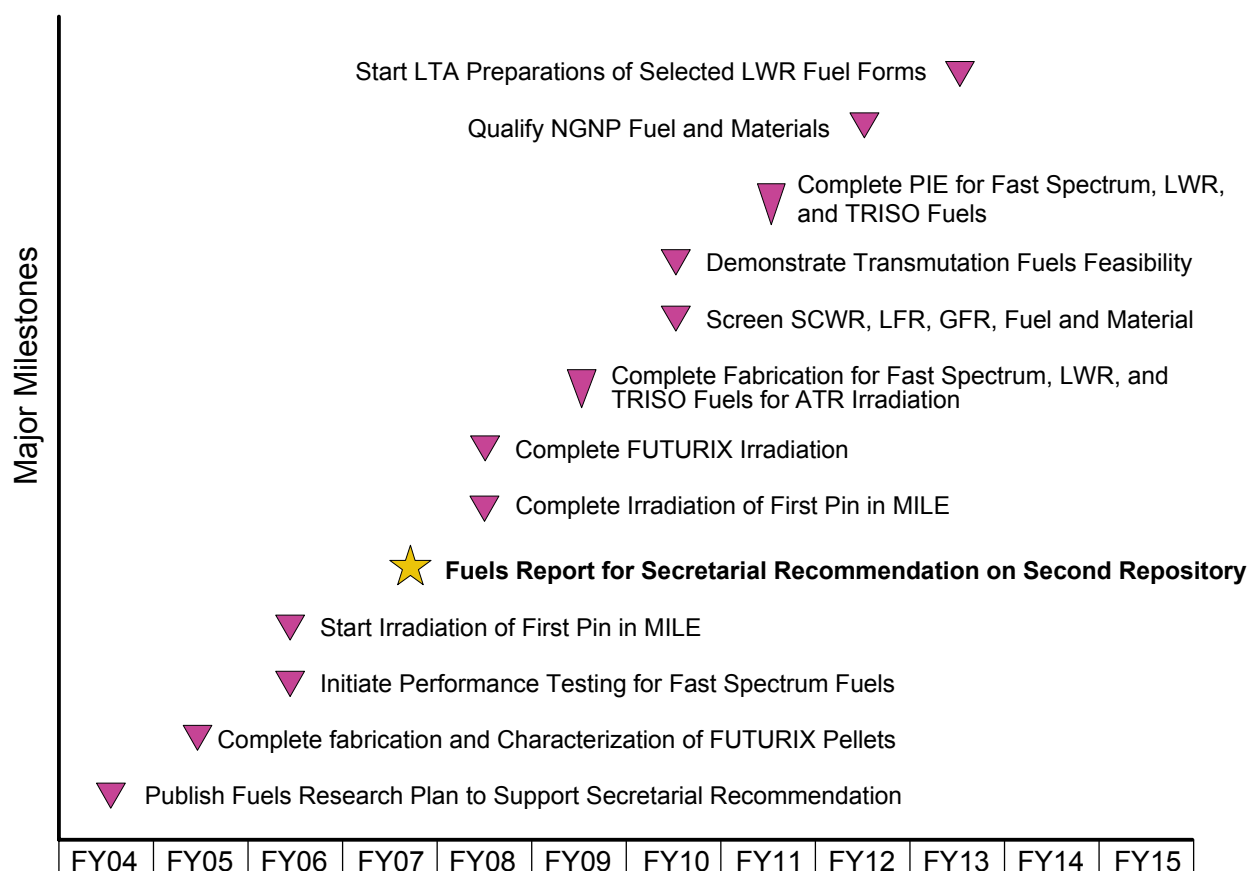 Start LTA Preparations of Selected LWR Fuel Forms
Qualify NGNP Fuel and Materials
Complete PIE for Fast Spectrum, LWR,
and TRISO Fuels
Demonstrate Transmutation Fuels Feasibility
Screen SCWR, LFR, GFR, Fuel and Material
Complete Fabrication for Fast Spectrum, LWR, and
TRISO Fuels for ATR Irradiation
Complete FUTURIX Irradiation
Complete Irradiation of First Pin in MILE
Fuels Report for Secretarial Recommendation on Second Repository
Start Irradiation of First Pin in MILE
Initiate Performance Testing for Fast Spectrum Fuels
Complete fabrication and Characterization of FUTURIX Pellets
Publish Fuels Research Plan to Support Secretarial Recommendation
Major Milestones
FY04 FY05 FY06 FY07 FY08 FY09 FY10 FY11 FY12 FY13 FY14 FY15